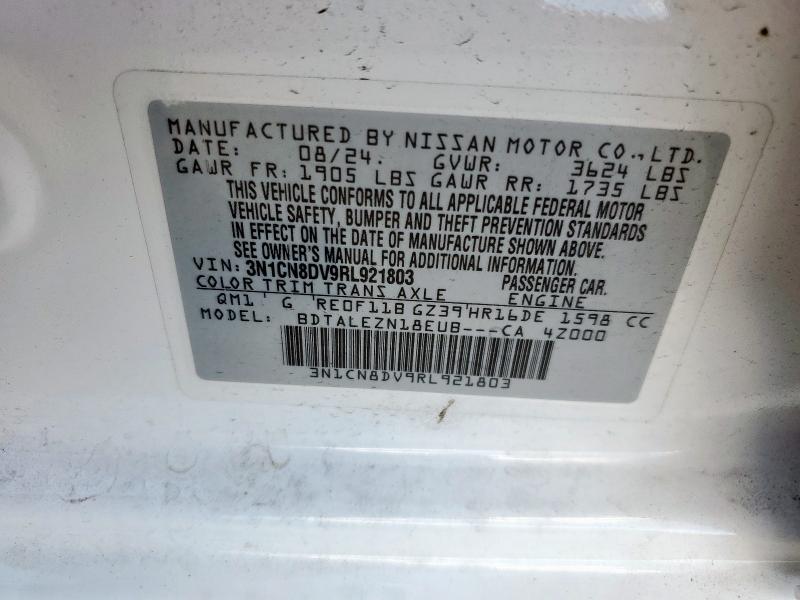 MANUFACTURED BY NISSAN MOTOR CO., LTD.
DATE: 08/24. GVWR: 3624 LBS
GAWR FR: 1905 LBS GAWR RR: 1735 LBS
THIS VEHICLE CONFORMS TO ALL APPLICABLE FEDERAL MOTOR
VEHICLE SAFETY, BUMPER AND THEFT PREVENTION STANDARDS
IN EFFECT ON THE DATE OF MANUFACTURE SHOWN ABOVE.
SEE OWNER'S MANUAL FOR ADDITIONAL INFORMATION.
VIN: 3N1CN8DV9RL921803 PASSENGER CAR.
COLOR TRIM TRANS AXLE ENGINE
QM1 G RE0F11B GZ39 HR16DE 1598 CC
MODEL: BDTALEZN18EUB---CA 4Z000
3N1CN8DV9RL921803